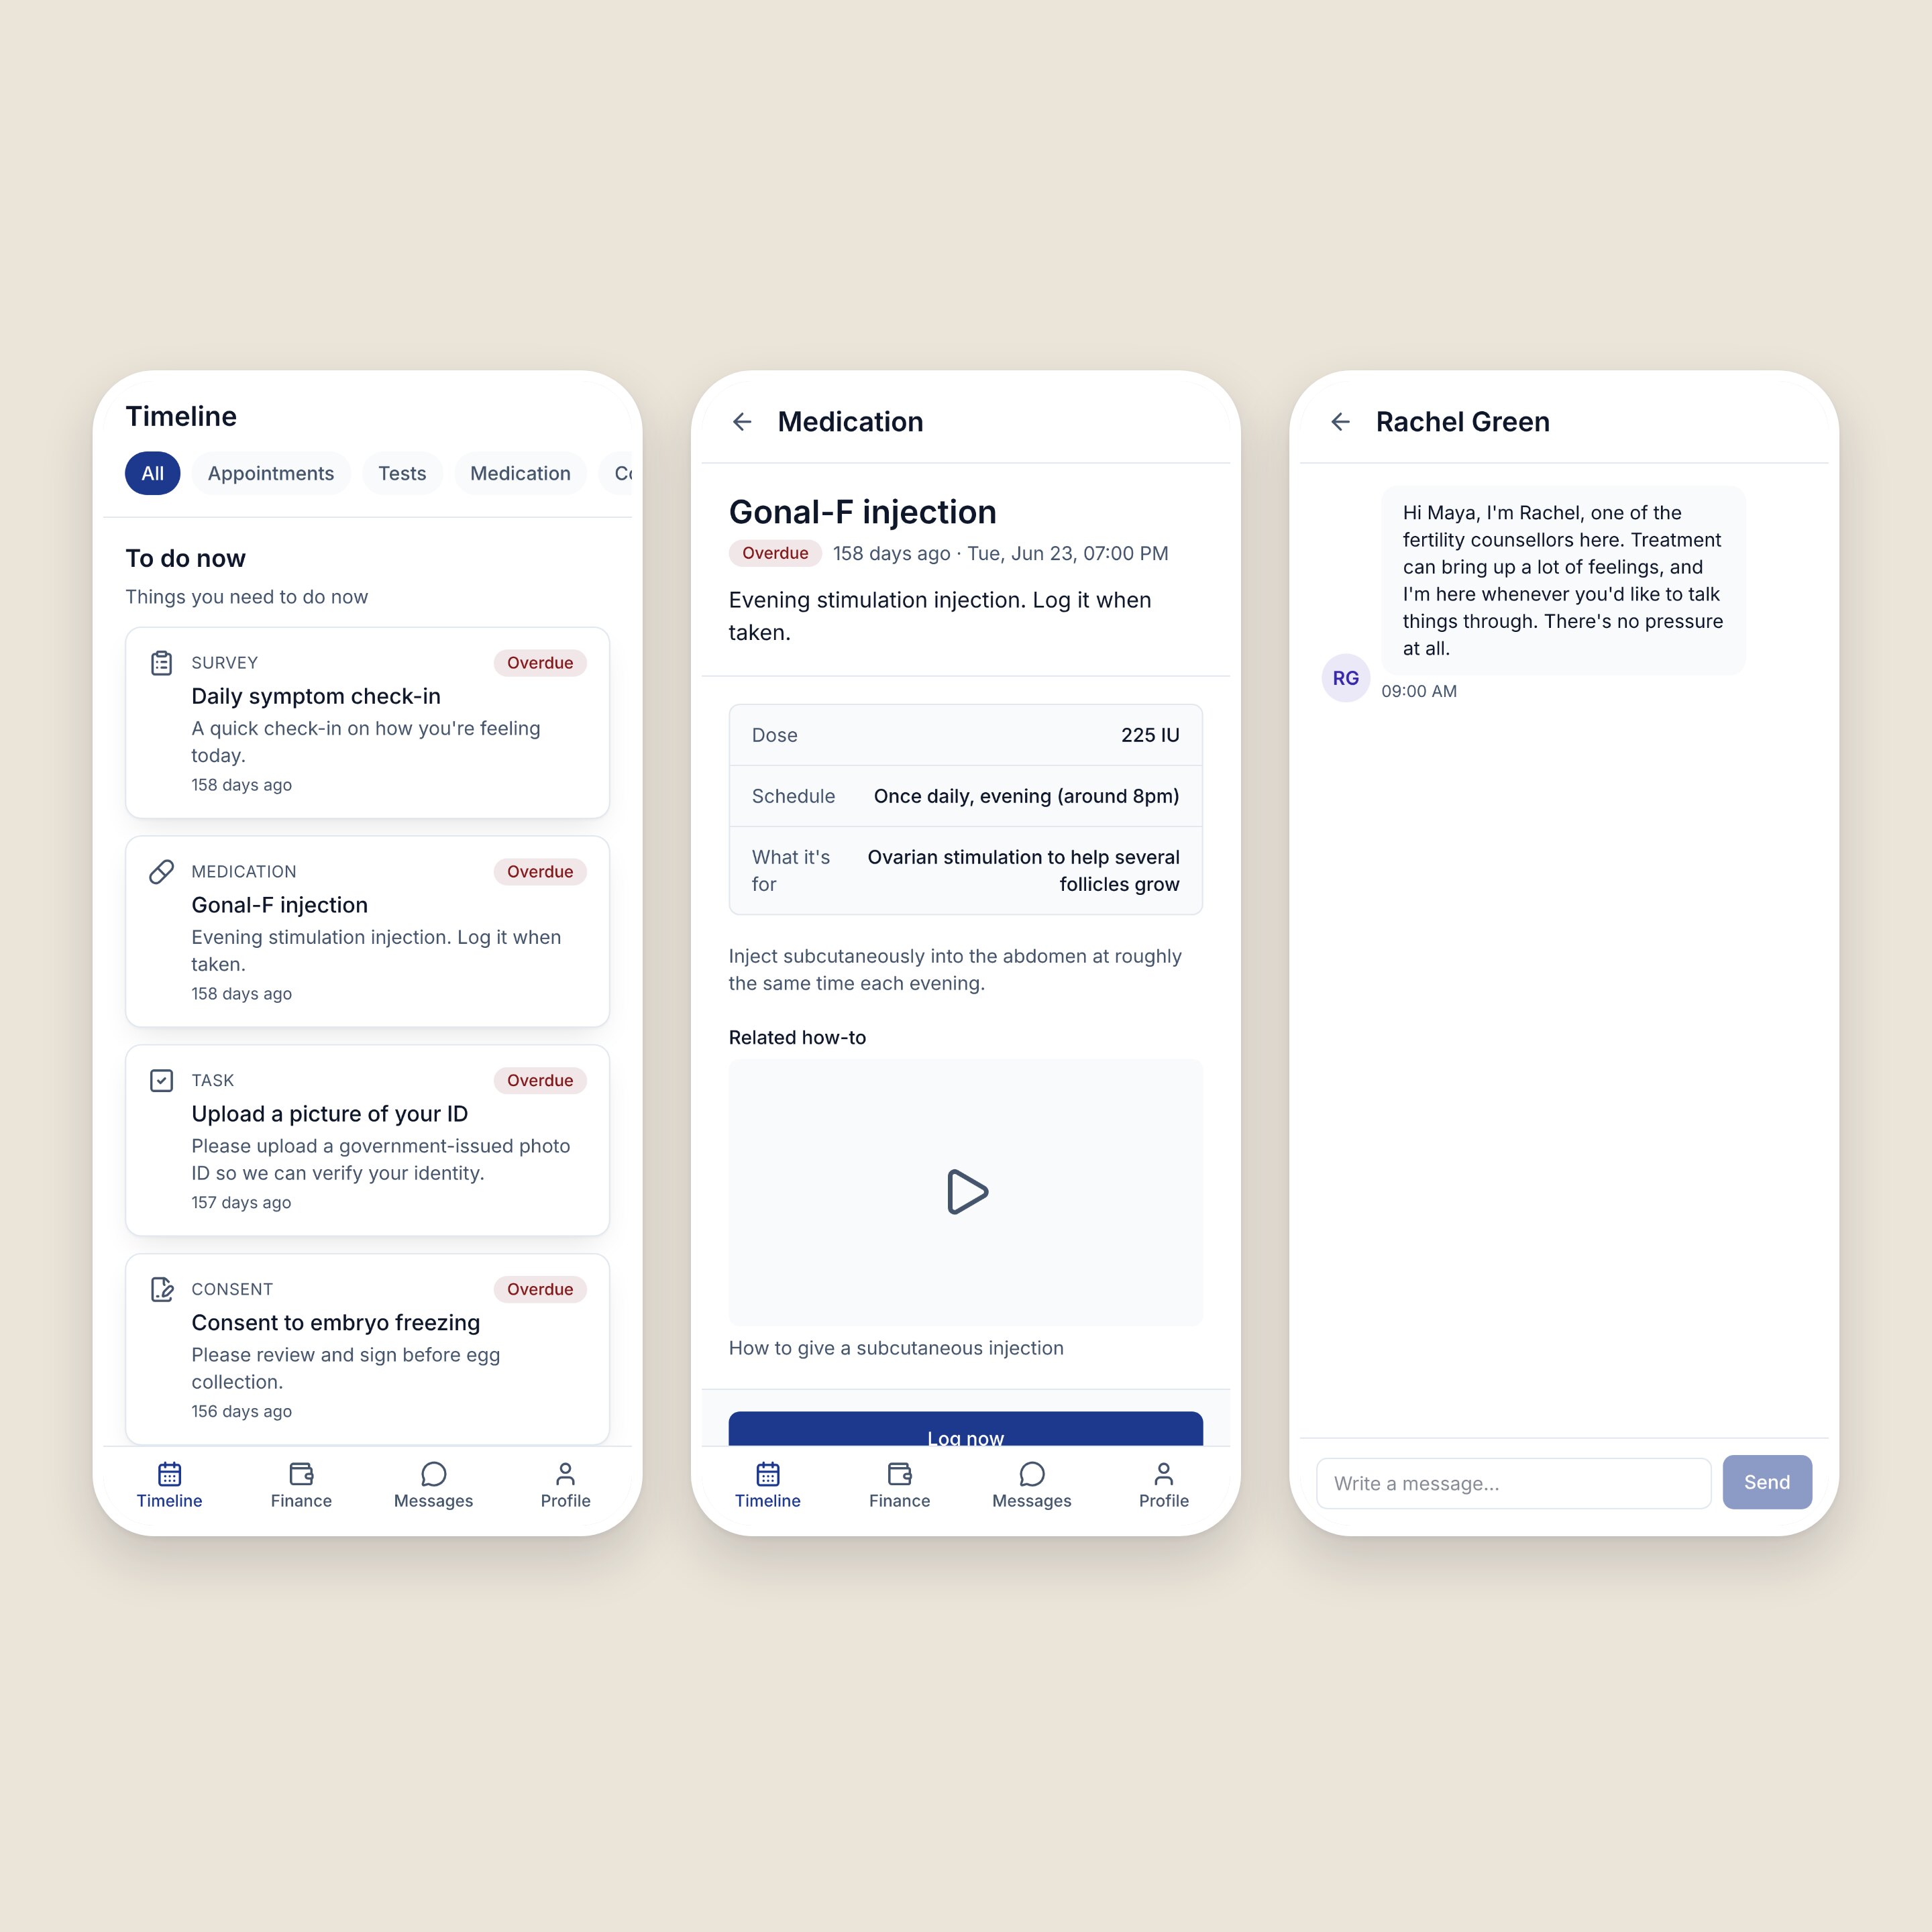 Timeline
All
Appointments
Tests
Medication
Co
To do now
Things you need to do now
SURVEY
Overdue
Daily symptom check-in
A quick check-in on how you're feeling
today.
158 days ago
MEDICATION
Overdue
Gonal-F injection
Evening stimulation injection. Log it when
taken.
158 days ago
TASK
Overdue
Upload a picture of your ID
Please upload a government-issued photo
ID so we can verify your identity.
157 days ago
CONSENT
Overdue
Consent to embryo freezing
Please review and sign before egg
collection.
156 days ago
Timeline
Finance
Messages
Profile
Medication
Gonal-F injection
Overdue
158 days ago · Tue, Jun 23, 07:00 PM
Evening stimulation injection. Log it when
taken.
Dose
225 IU
Schedule
Once daily, evening (around 8pm)
What it's
for
Ovarian stimulation to help several
follicles grow
Inject subcutaneously into the abdomen at roughly
the same time each evening.
Related how-to
How to give a subcutaneous injection
Log now
Timeline
Finance
Messages
Profile
Rachel Green
Hi Maya, I'm Rachel, one of the
fertility counsellors here. Treatment
can bring up a lot of feelings, and
I'm here whenever you'd like to talk
things through. There's no pressure
at all.
RG
09:00 AM
Write a message...
Send